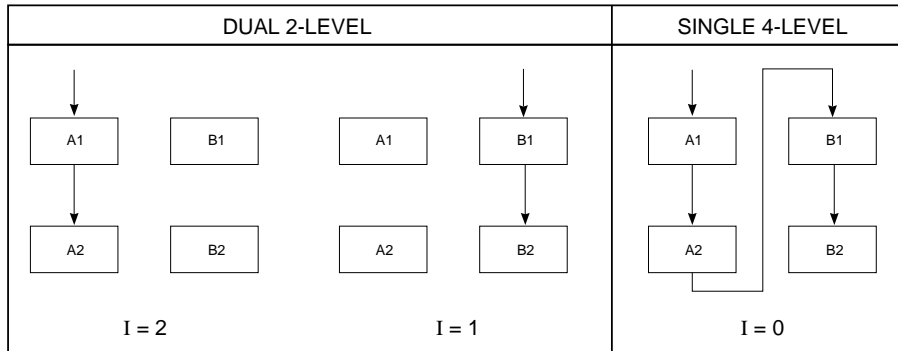 DUAL 2-LEVEL SINGLE 4-LEVEL
A1 B1 A1 B1 A1 B1
A2 B2 A2 B2 A2 B2
I = 2 I = 1 I = 0